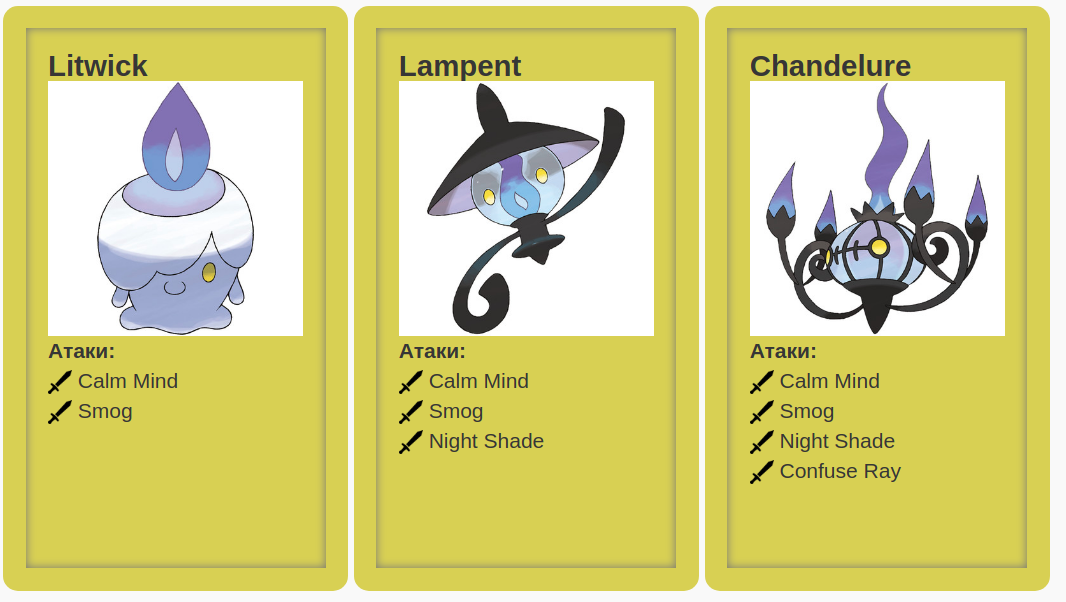 Litwick
Атаки:
Calm Mind
Smog
Lampent
Атаки:
Calm Mind
Smog
Night Shade
Chandelure
Атаки:
Calm Mind
Smog
Night Shade
Confuse Ray